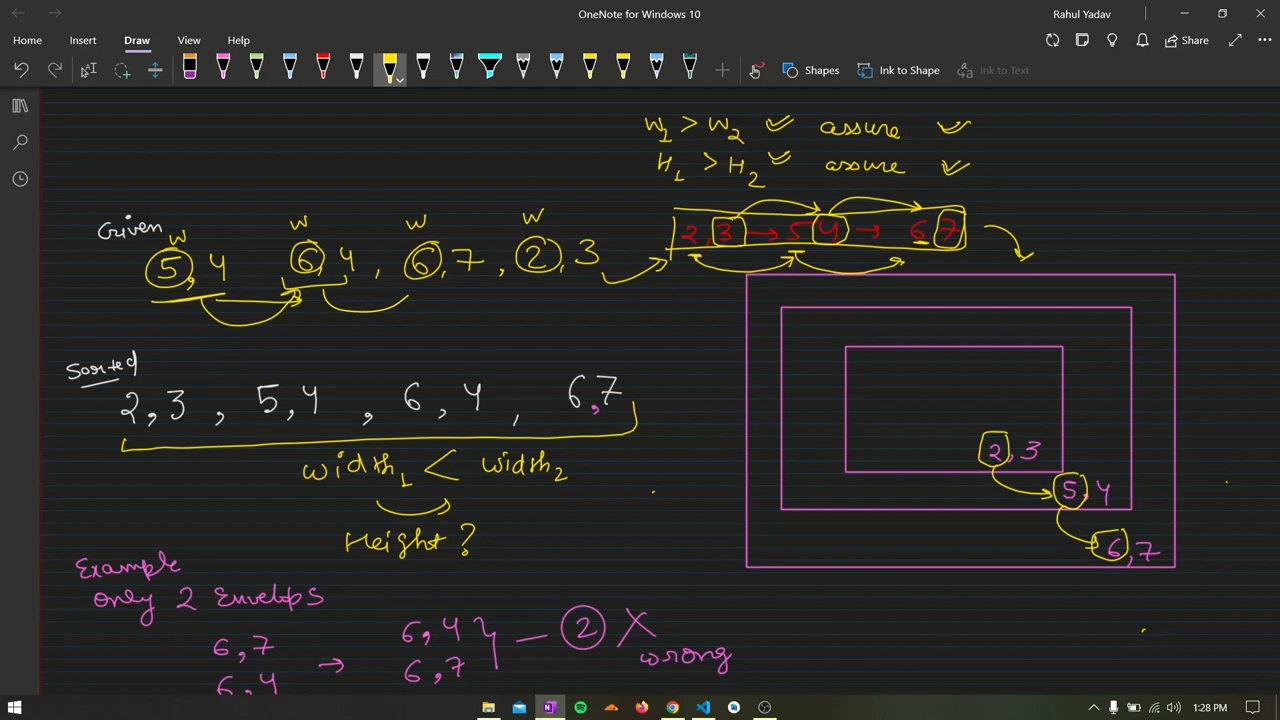 OneNote for Windows 10
Rahul Yadav
Home Insert Draw View Help
Share
Shapes
Ink to Shape
Ink to Text
W1 > W2 assure
H1 > H2 assure
Given
W W W W
5,4 6,4 , 6,7 , 2,3
2,3 → 5 4 → 6 7
Sorted
2,3 , 5,4 , 6,4 , 6,7
width1 < width2
Height?
2,3
5,4
6,7
Example
only 2 Envelops
6,7 → 6,4 } — 2 X
6,4 6,7 wrong
1:28 PM